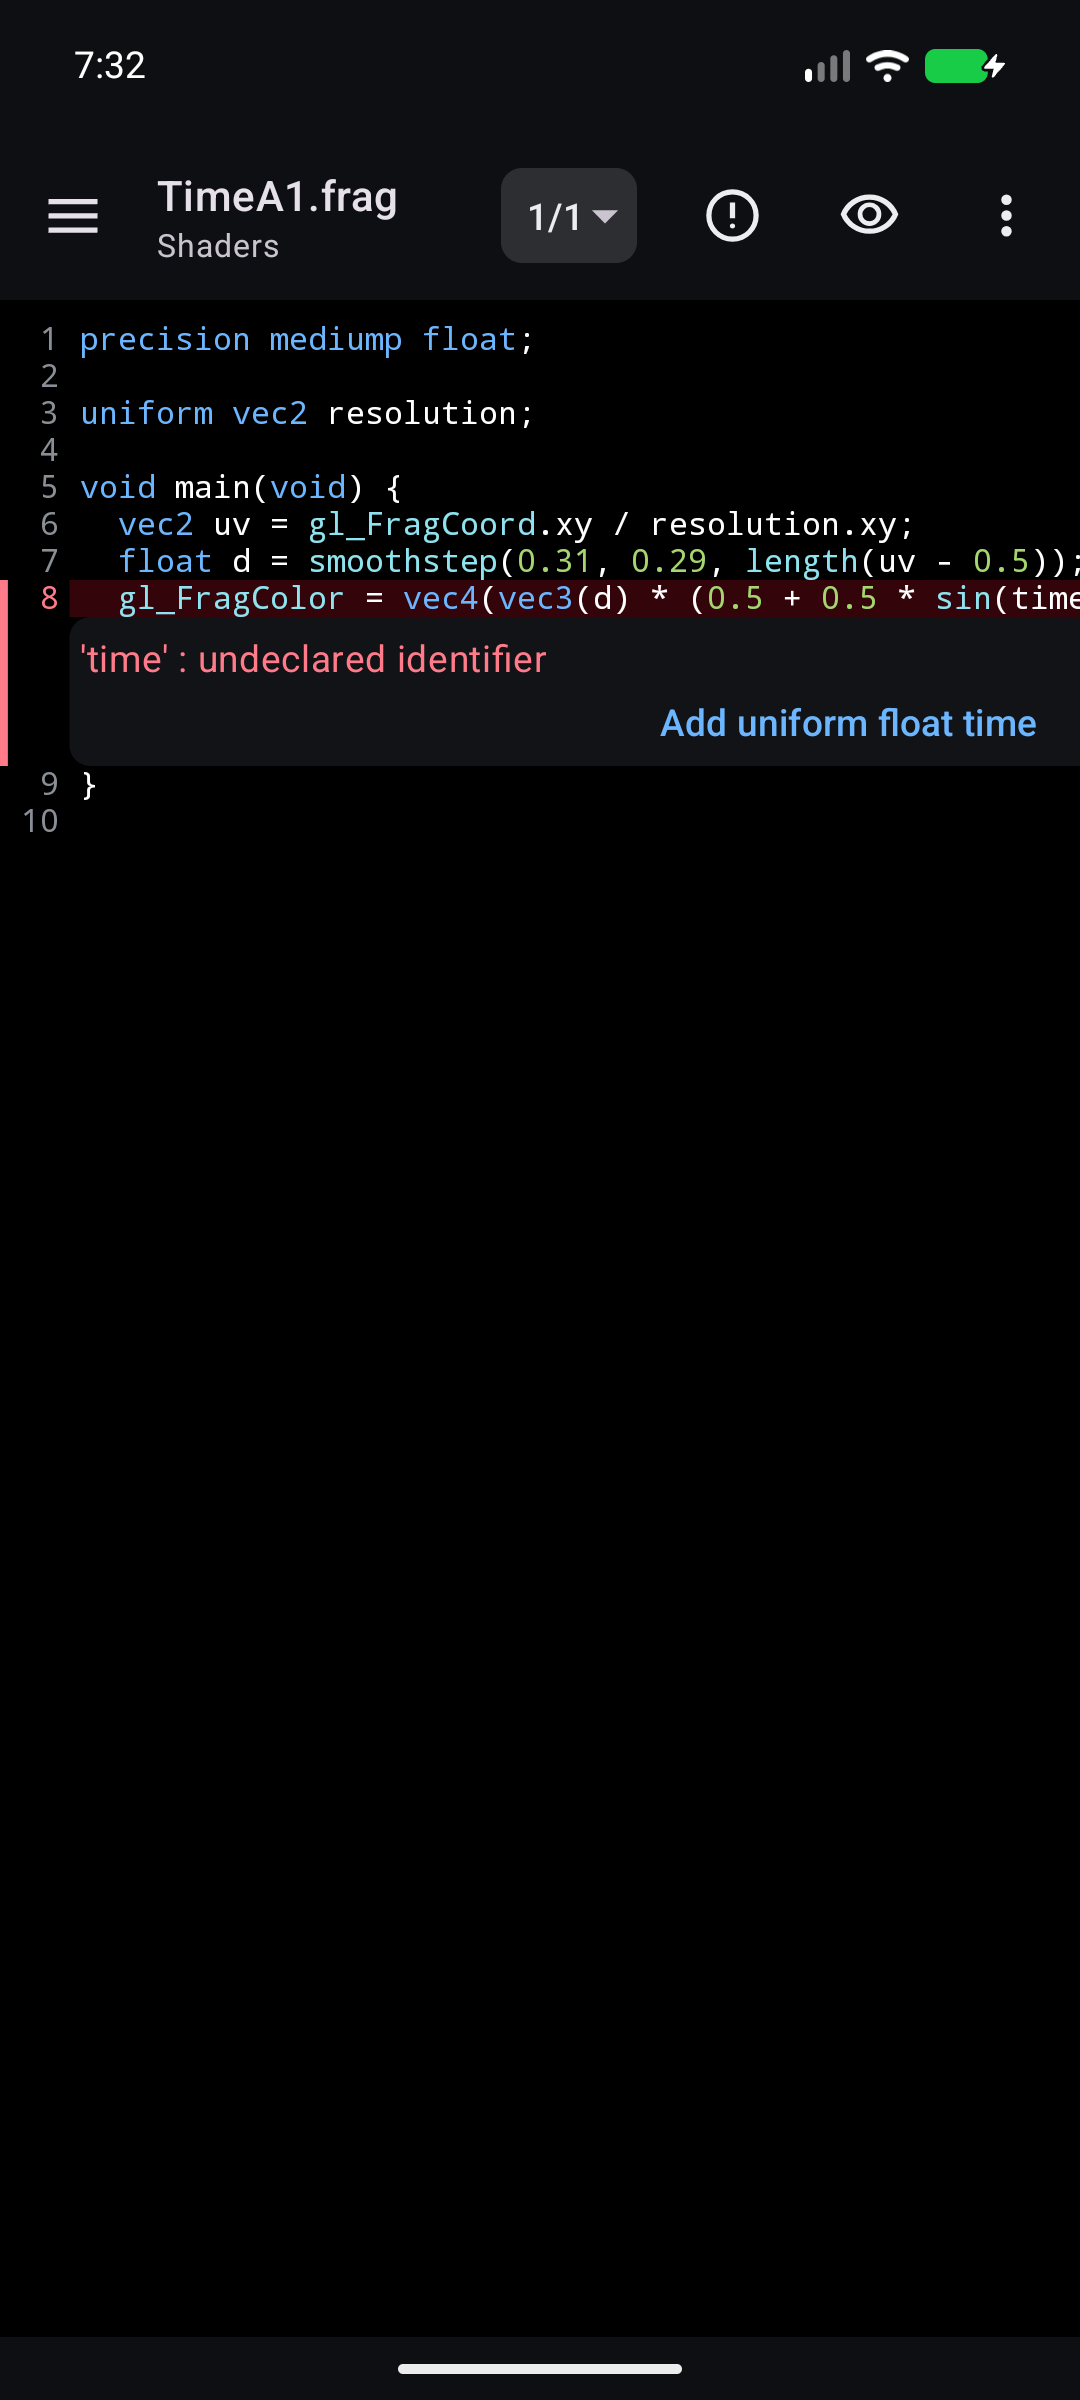 7:32
TimeA1.frag
Shaders
1/1
1 precision mediump float;
2
3 uniform vec2 resolution;
4
5 void main(void) {
6 vec2 uv = gl_FragCoord.xy / resolution.xy;
7 float d = smoothstep(0.31, 0.29, length(uv - 0.5));
8 gl_FragColor = vec4(vec3(d) * (0.5 + 0.5 * sin(time
'time' : undeclared identifier
Add uniform float time
9 }
10